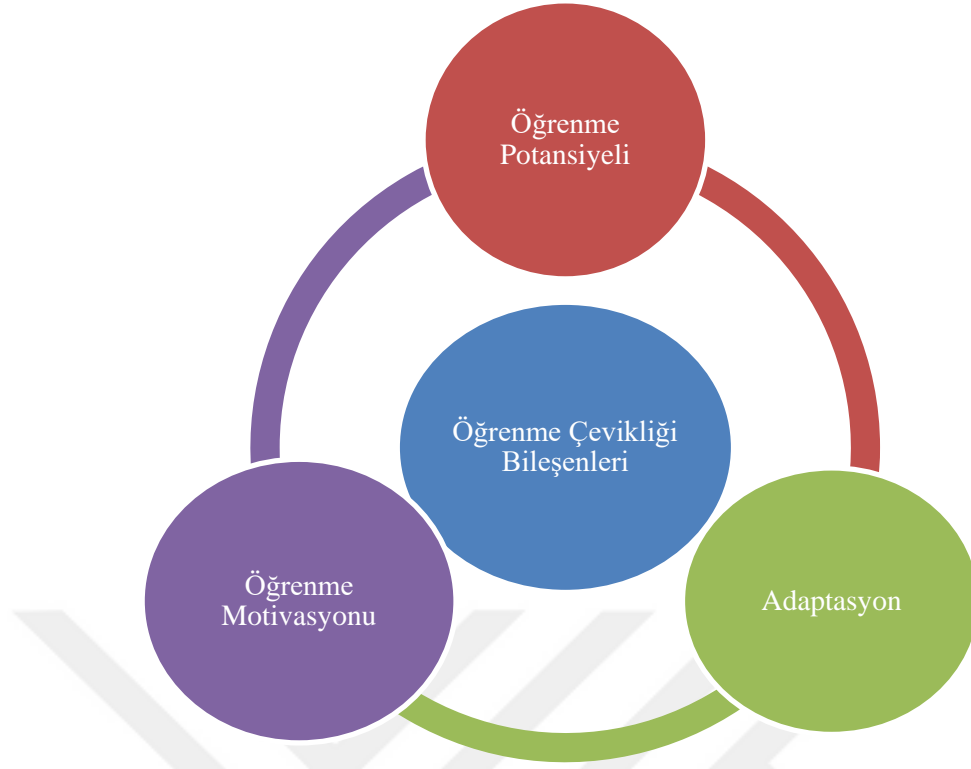 Öğrenme
Potansiyeli
Öğrenme Çevikliği
Bileşenleri
Öğrenme
Motivasyonu
Adaptasyon